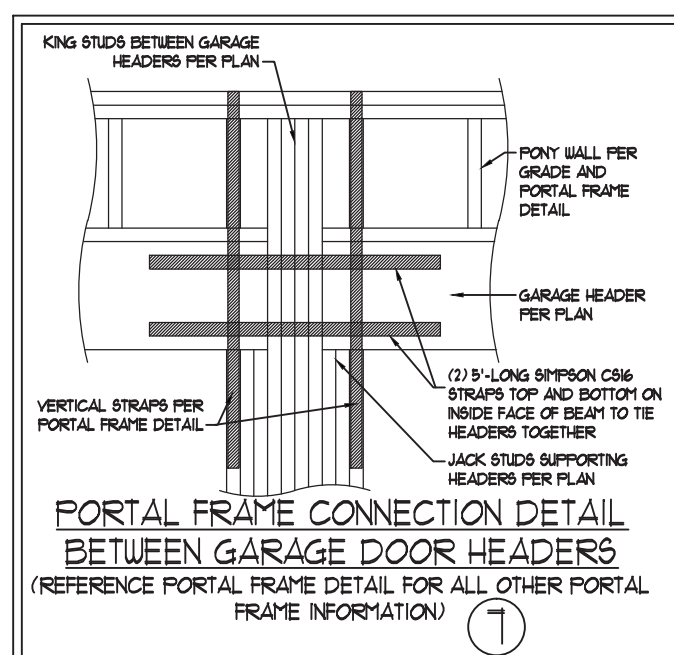 KING STUDS BETWEEN GARAGE
HEADERS PER PLAN
PONY WALL PER
GRADE AND
PORTAL FRAME
DETAIL
GARAGE HEADER
PER PLAN
(2) 5'-LONG SIMPSON CS16
STRAPS TOP AND BOTTOM ON
INSIDE FACE OF BEAM TO TIE
HEADERS TOGETHER
VERTICAL STRAPS PER
PORTAL FRAME DETAIL
JACK STUDS SUPPORTING
HEADERS PER PLAN
PORTAL FRAME CONNECTION DETAIL
BETWEEN GARAGE DOOR HEADERS
(REFERENCE PORTAL FRAME DETAIL FOR ALL OTHER PORTAL
FRAME INFORMATION)
7